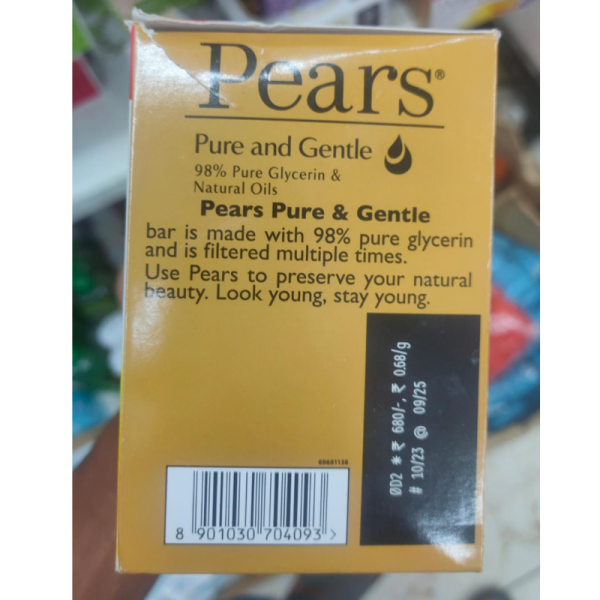 Pears®
Pure and Gentle
98% Pure Glycerin &
Natural Oils
Pears Pure & Gentle
bar is made with 98% pure glycerin
and is filtered multiple times.
Use Pears to preserve your natural
beauty. Look young, stay young.
ØD2 * ₹ 680/-, ₹ 0.68/g
# 10/23 @ 09/25
8 901030 704093 >